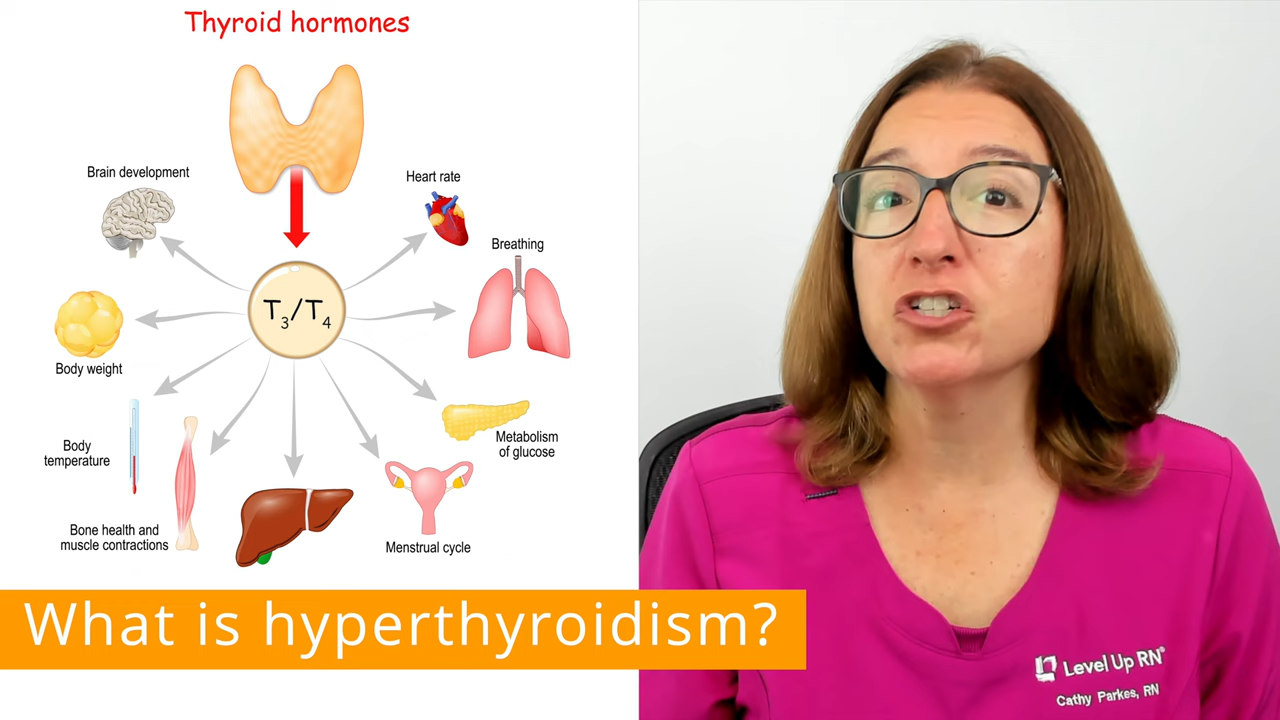 Thyroid hormones
Brain development
Heart rate
Breathing
T3/T4
Body weight
Body
temperature
Metabolism
of glucose
Bone health and
muscle contractions
Menstrual cycle
What is hyperthyroidism?
Level Up RN®
Cathy Parkes, RN